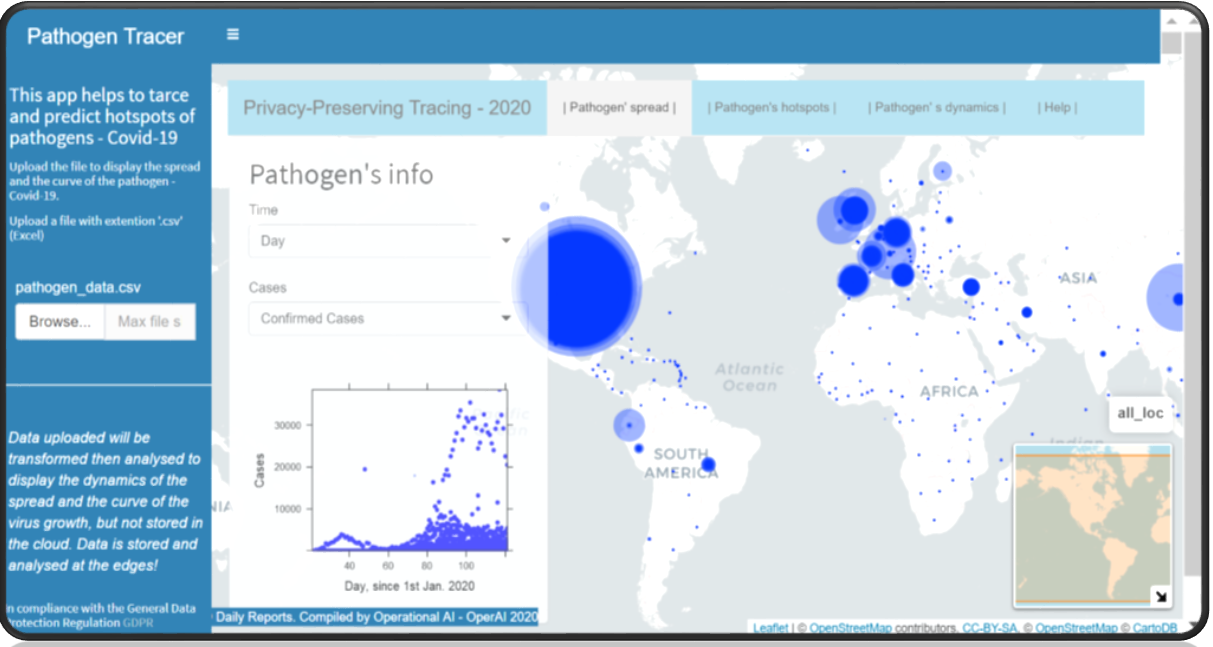 Pathogen Tracer
This app helps to tarce
and predict hotspots of
pathogens - Covid-19
Upload the file to display the spread
and the curve of the pathogen -
Covid-19.
Upload a file with extention '.csv'
(Excel)
pathogen_data.csv
Browse... Max file s
Data uploaded will be
transformed then analysed to
display the dynamics of the
spread and the curve of the
virus growth, but not stored in
the cloud. Data is stored and
analysed at the edges!
n compliance with the General Data
rotection Regulation GDPR
Privacy-Preserving Tracing - 2020 | Pathogen' spread | | Pathogen's hotspots | | Pathogen' s dynamics | | Help |
Pathogen's info
Time
Day
Cases
Confirmed Cases
Cases
30000
20000
10000
40 60 80 100
Day, since 1st Jan. 2020
Daily Reports. Compiled by Operational AI - OperAI 2020
Atlantic
Ocean
ASIA
AFRICA
SOUTH
AMERICA
Indian
all_loc
Leaflet | © OpenStreetMap contributors, CC-BY-SA, © OpenStreetMap © CartoDB